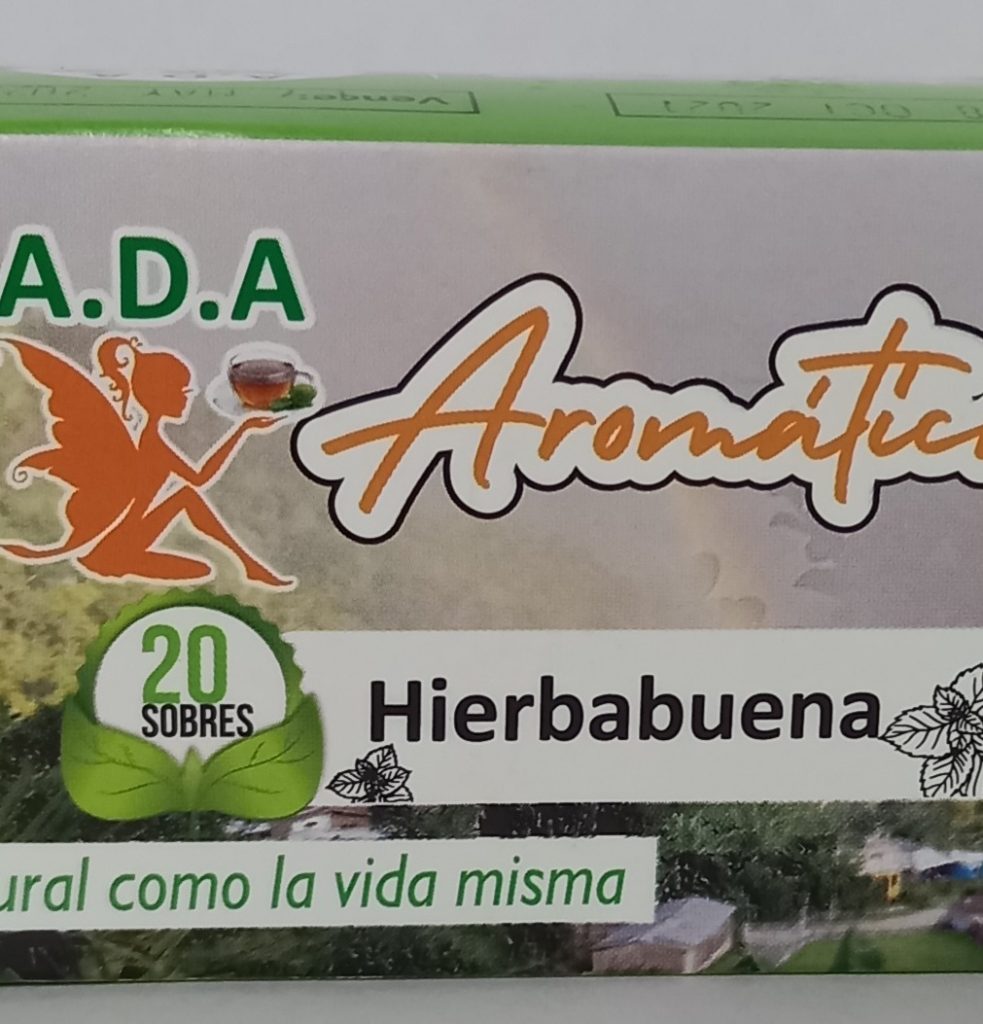 A.D.A
Aromátic
20
SOBRES
Hierbabuena
ural como la vida misma